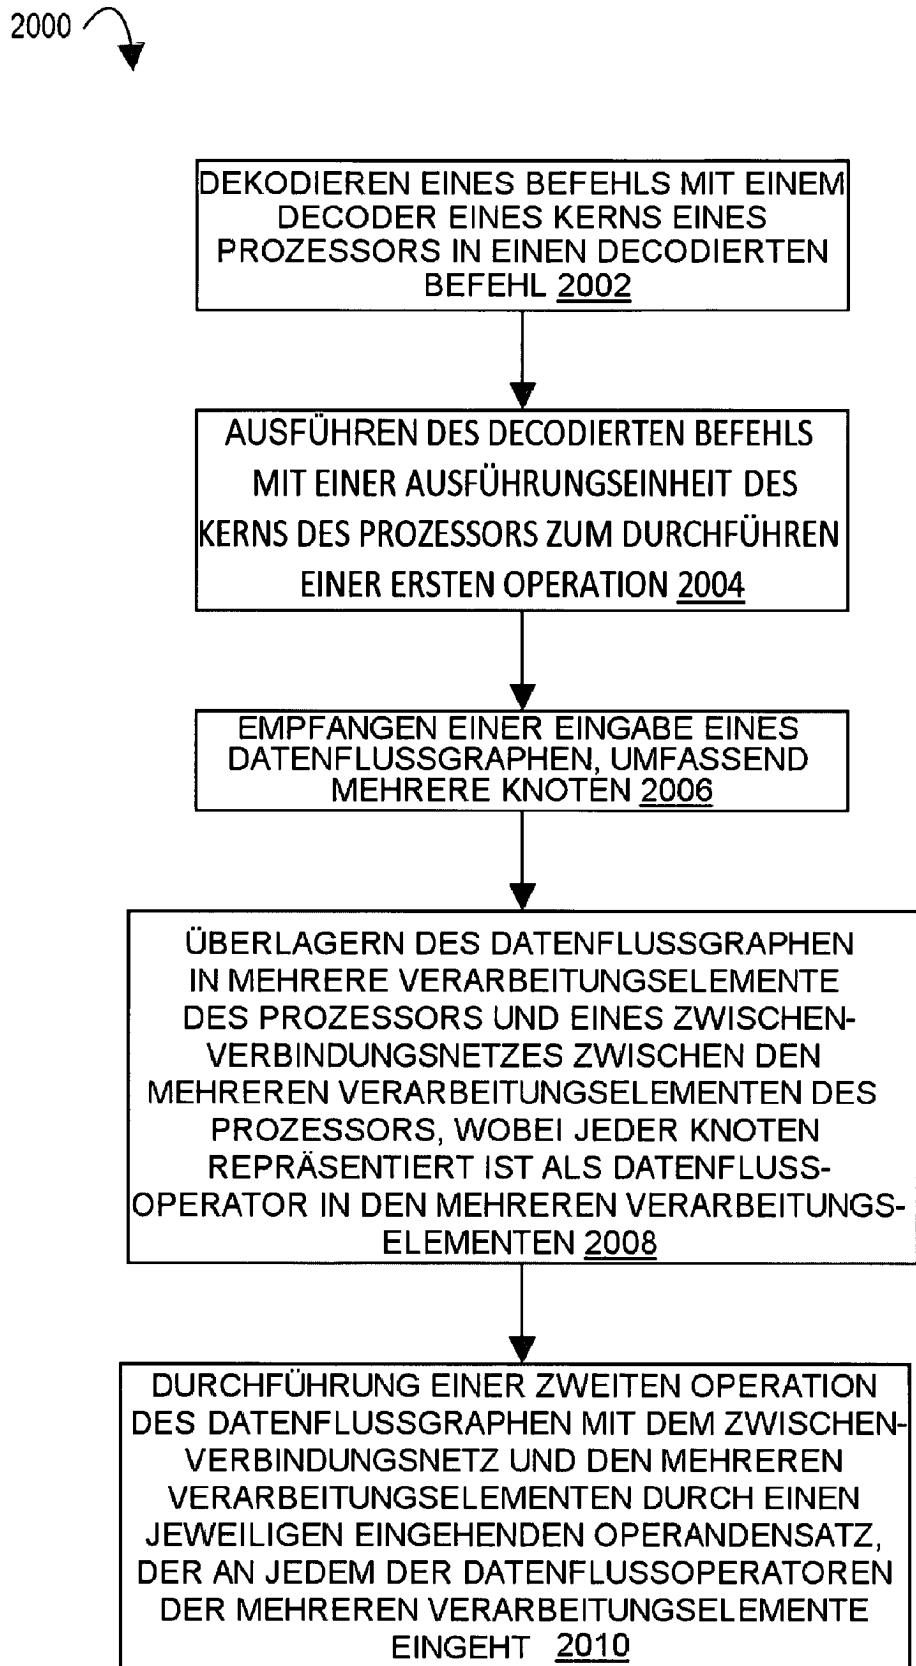 2000
DEKODIEREN EINES BEFEHLS MIT EINEM
DECODER EINES KERNS EINES
PROZESSORS IN EINEN DECODIERTEN
BEFEHL 2002
AUSFÜHREN DES DECODIERTEN BEFEHLS
MIT EINER AUSFÜHRUNGSEINHEIT DES
KERNS DES PROZESSORS ZUM DURCHFÜHREN
EINER ERSTEN OPERATION 2004
EMPFANGEN EINER EINGABE EINES
DATENFLUSSGRAPHEN, UMFASSEND
MEHRERE KNOTEN 2006
ÜBERLAGERN DES DATENFLUSSGRAPHEN
IN MEHRERE VERARBEITUNGSELEMENTE
DES PROZESSORS UND EINES ZWISCHEN-
VERBINDUNGSNETZES ZWISCHEN DEN
MEHREREN VERARBEITUNGSELEMENTEN DES
PROZESSORS, WOBEI JEDER KNOTEN
REPRÄSENTIERT IST ALS DATENFLUSS-
OPERATOR IN DEN MEHREREN VERARBEITUNGS-
ELEMENTEN 2008
DURCHFÜHRUNG EINER ZWEITEN OPERATION
DES DATENFLUSSGRAPHEN MIT DEM ZWISCHEN-
VERBINDUNGSNETZ UND DEN MEHREREN
VERARBEITUNGSELEMENTEN DURCH EINEN
JEWEILIGEN EINGEHENDEN OPERANDENSATZ,
DER AN JEDEM DER DATENFLUSSOPERATOREN
DER MEHREREN VERARBEITUNGSELEMENTE
EINGEHT 2010